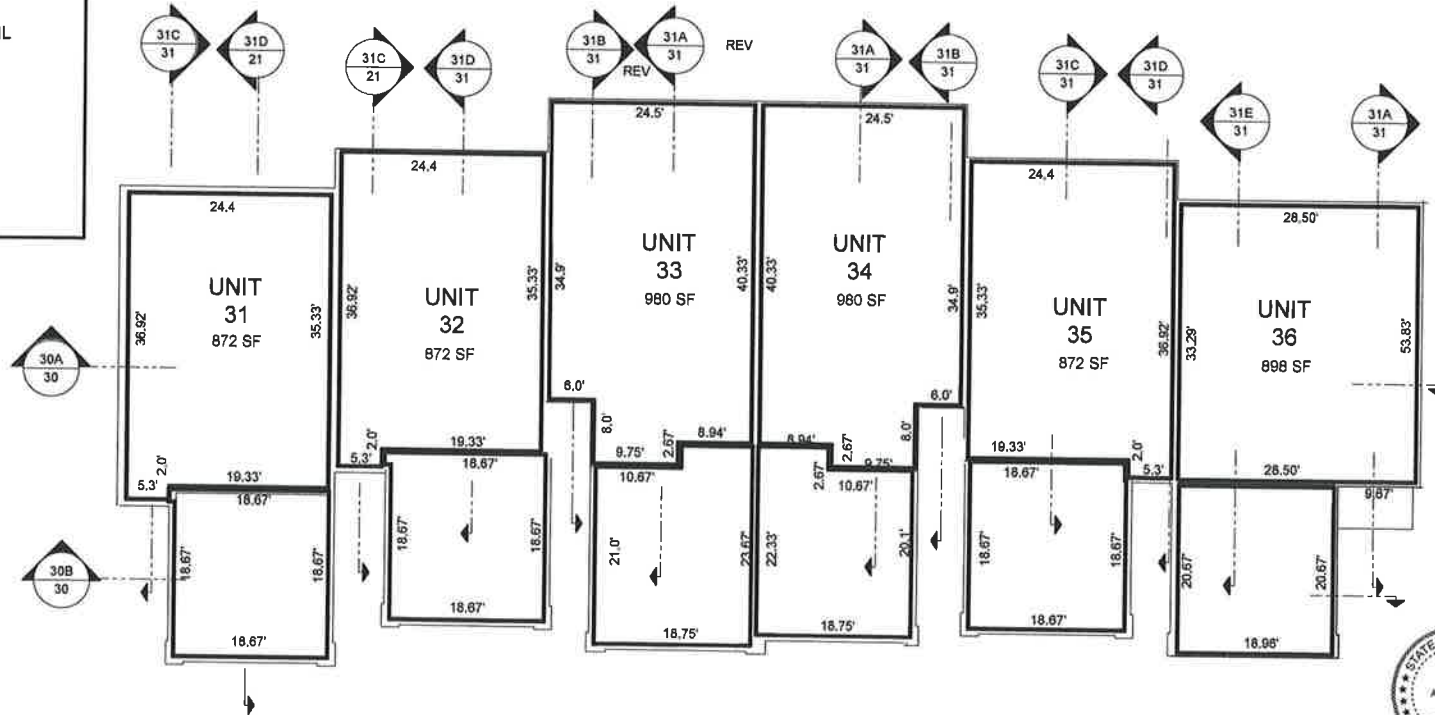 IL
31C
31
31D
21
31C
21
31D
31
31B
31
REV
31A
31
REV
31A
31
31B
31
31C
31
31D
31
31E
31
31A
31
24.4
36.92'
UNIT
31
872 SF
35.33'
2.0'
5.3'
19.33'
18.67'
18.67'
18.67'
18.67'
30A
30
30B
30
24.4
36.92'
UNIT
32
872 SF
35.33'
2.0'
5.3'
19.33'
18.67'
18.67'
18.67'
18.67'
24.5'
34.9'
UNIT
33
980 SF
40.33'
6.0'
8.0'
9.75'
2.67'
8.94'
10.67'
21.0'
23.67'
18.75'
24.5'
40.33'
UNIT
34
980 SF
34.9'
6.0'
8.0'
8.94'
2.67'
9.75'
2.67'
10.67'
22.33'
20.1'
18.75'
24.4
35.33'
UNIT
35
872 SF
36.92'
19.33'
2.0'
5.3'
18.67'
18.67'
18.67'
18.67'
28.50'
33.29'
UNIT
36
898 SF
53.83'
28.50'
9.67'
20.67'
20.67'
18.96'
STATE